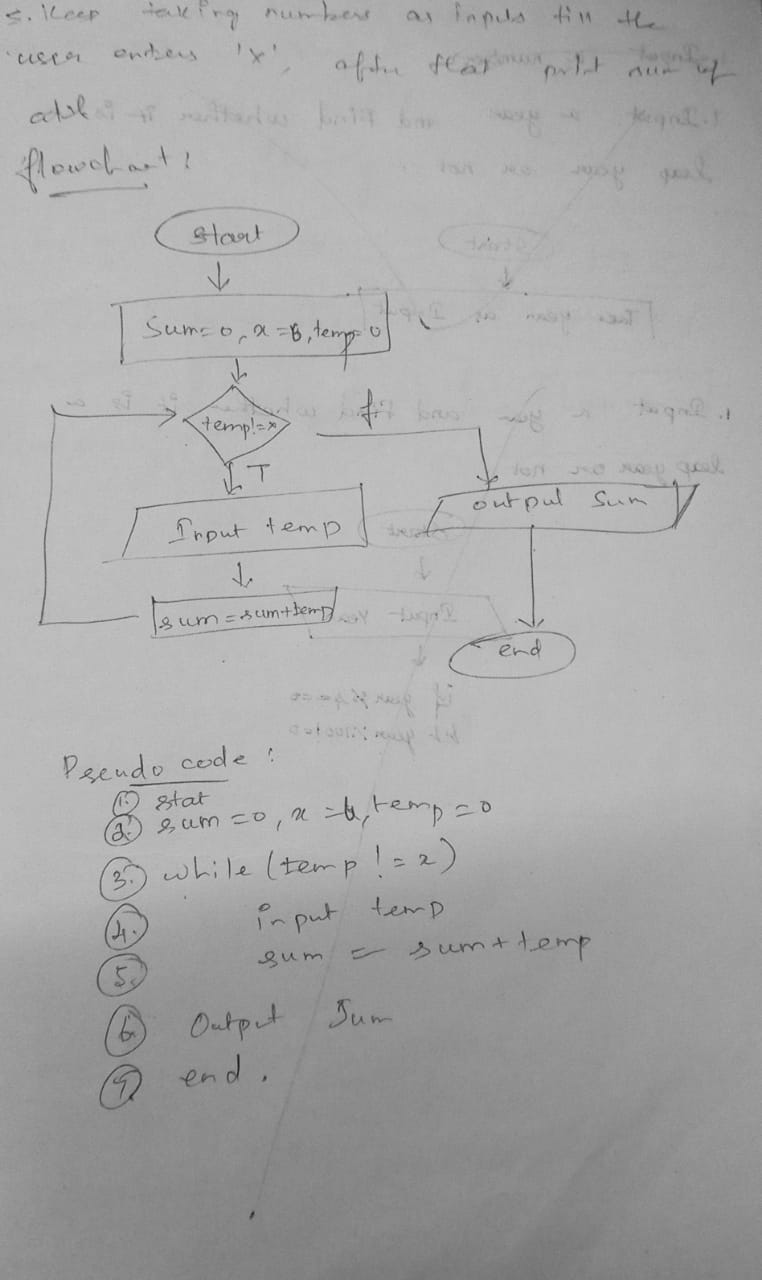 5. Keep taking numbers as inputs till the
user enters 'x', after that print sum of
all
flowchart:
start
Sum=0, x=6, temp=0
temp!=x
f
T
Input temp
output sum
sum=sum+temp
end
Pseudo code:
1. stat
2. sum=0, x=6, temp=0
3. while (temp != x)
4. input temp
5. sum = sum+temp
6. Output Sum
7. end.